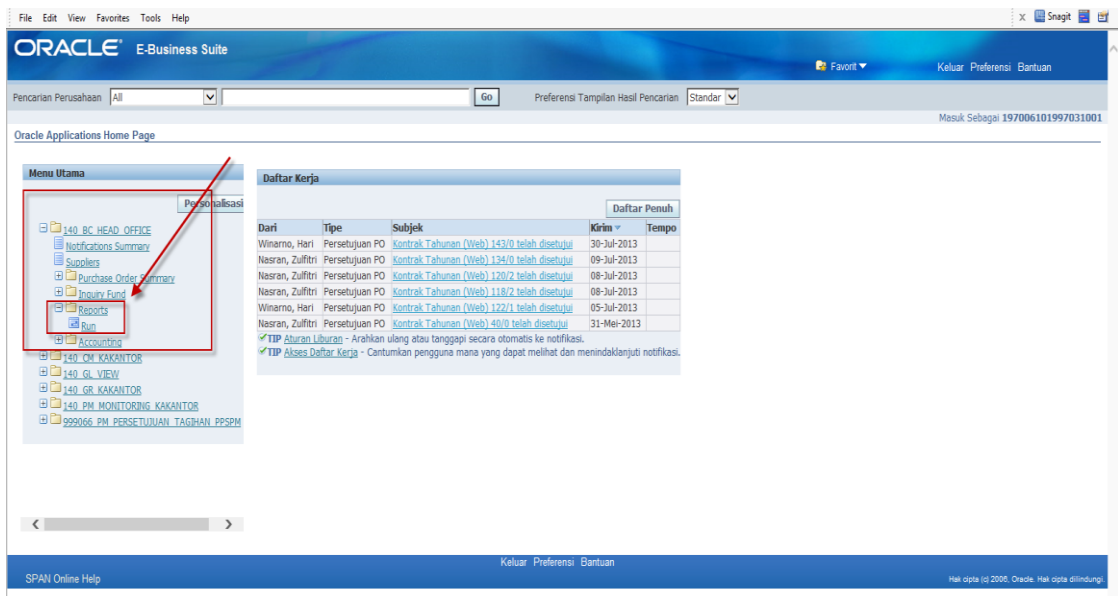 File Edit View Favorites Tools Help
x Snagit
ORACLE® E-Business Suite
Favorit
Keluar Preferensi Bantuan
Pencarian Perusahaan All Go Preferensi Tampilan Hasil Pencarian Standar
Masuk Sebagai 197006101997031001
Oracle Applications Home Page
Menu Utama
Personalisasi
140_BC_HEAD_OFFICE
Notifications Summary
Suppliers
Purchase Order Summary
Inquiry Fund
Reports
Run
Accounting
140_CM_KAKANTOR
140_GL_VIEW
140_GR_KAKANTOR
140_PM_MONITORING_KAKANTOR
999066_PM_PERSETUJUAN_TAGIHAN_PPSPM
Daftar Kerja
Daftar Penuh
Dari Tipe Subjek Kirim Tempo
Winarno, Hari Persetujuan PO Kontrak Tahunan (Web) 143/0 telah disetujui 30-Jul-2013
Nasran, Zulfitri Persetujuan PO Kontrak Tahunan (Web) 134/0 telah disetujui 09-Jul-2013
Nasran, Zulfitri Persetujuan PO Kontrak Tahunan (Web) 120/2 telah disetujui 08-Jul-2013
Nasran, Zulfitri Persetujuan PO Kontrak Tahunan (Web) 118/2 telah disetujui 08-Jul-2013
Winarno, Hari Persetujuan PO Kontrak Tahunan (Web) 122/1 telah disetujui 05-Jul-2013
Nasran, Zulfitri Persetujuan PO Kontrak Tahunan (Web) 40/0 telah disetujui 31-Mei-2013
TIP Aturan Liburan - Arahkan ulang atau tanggapi secara otomatis ke notifikasi.
TIP Akses Daftar Kerja - Cantumkan pengguna mana yang dapat melihat dan menindaklanjuti notifikasi.
Keluar Preferensi Bantuan
SPAN Online Help
Hak cipta (c) 2006, Oracle. Hak cipta dilindungi.